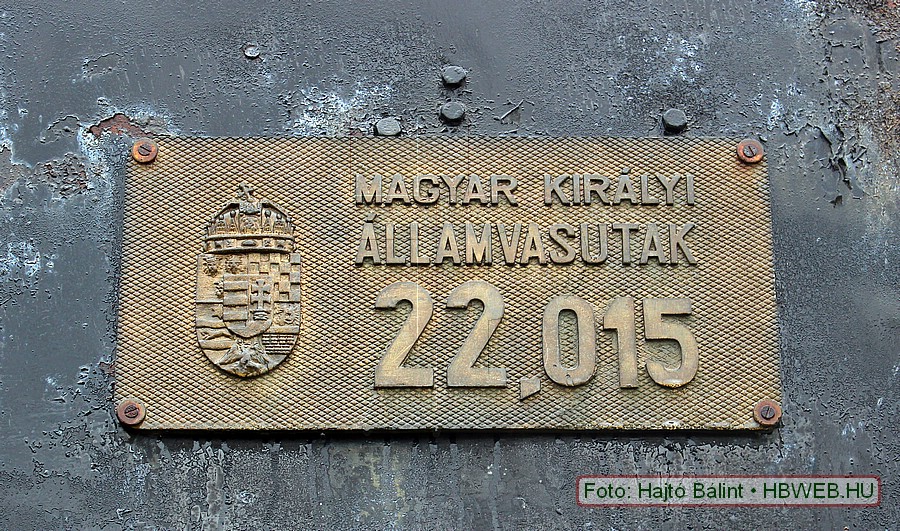 MAGYAR KIRÁLYI
ÁLLAMVASUTAK
22,015
Foto: Hajtó Bálint • HBWEB.HU